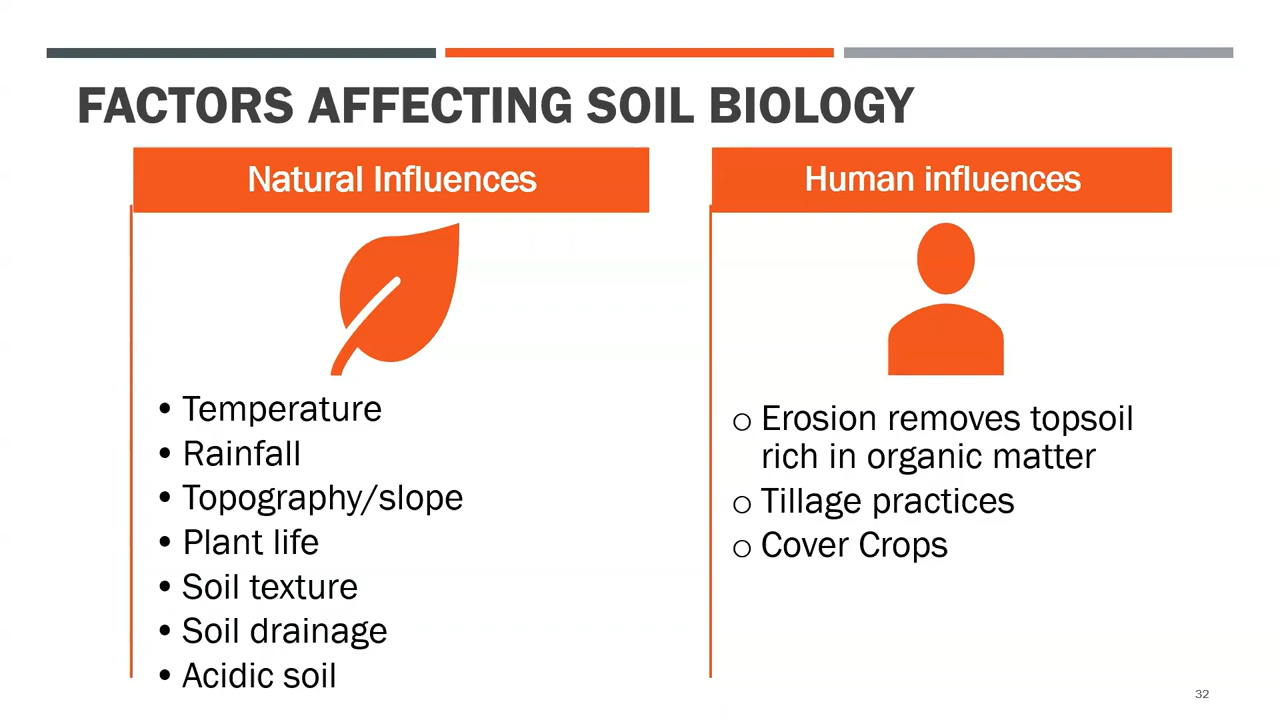 FACTORS AFFECTING SOIL BIOLOGY
Natural Influences
• Temperature
• Rainfall
• Topography/slope
• Plant life
• Soil texture
• Soil drainage
• Acidic soil
Human influences
o Erosion removes topsoil
rich in organic matter
o Tillage practices
o Cover Crops
32